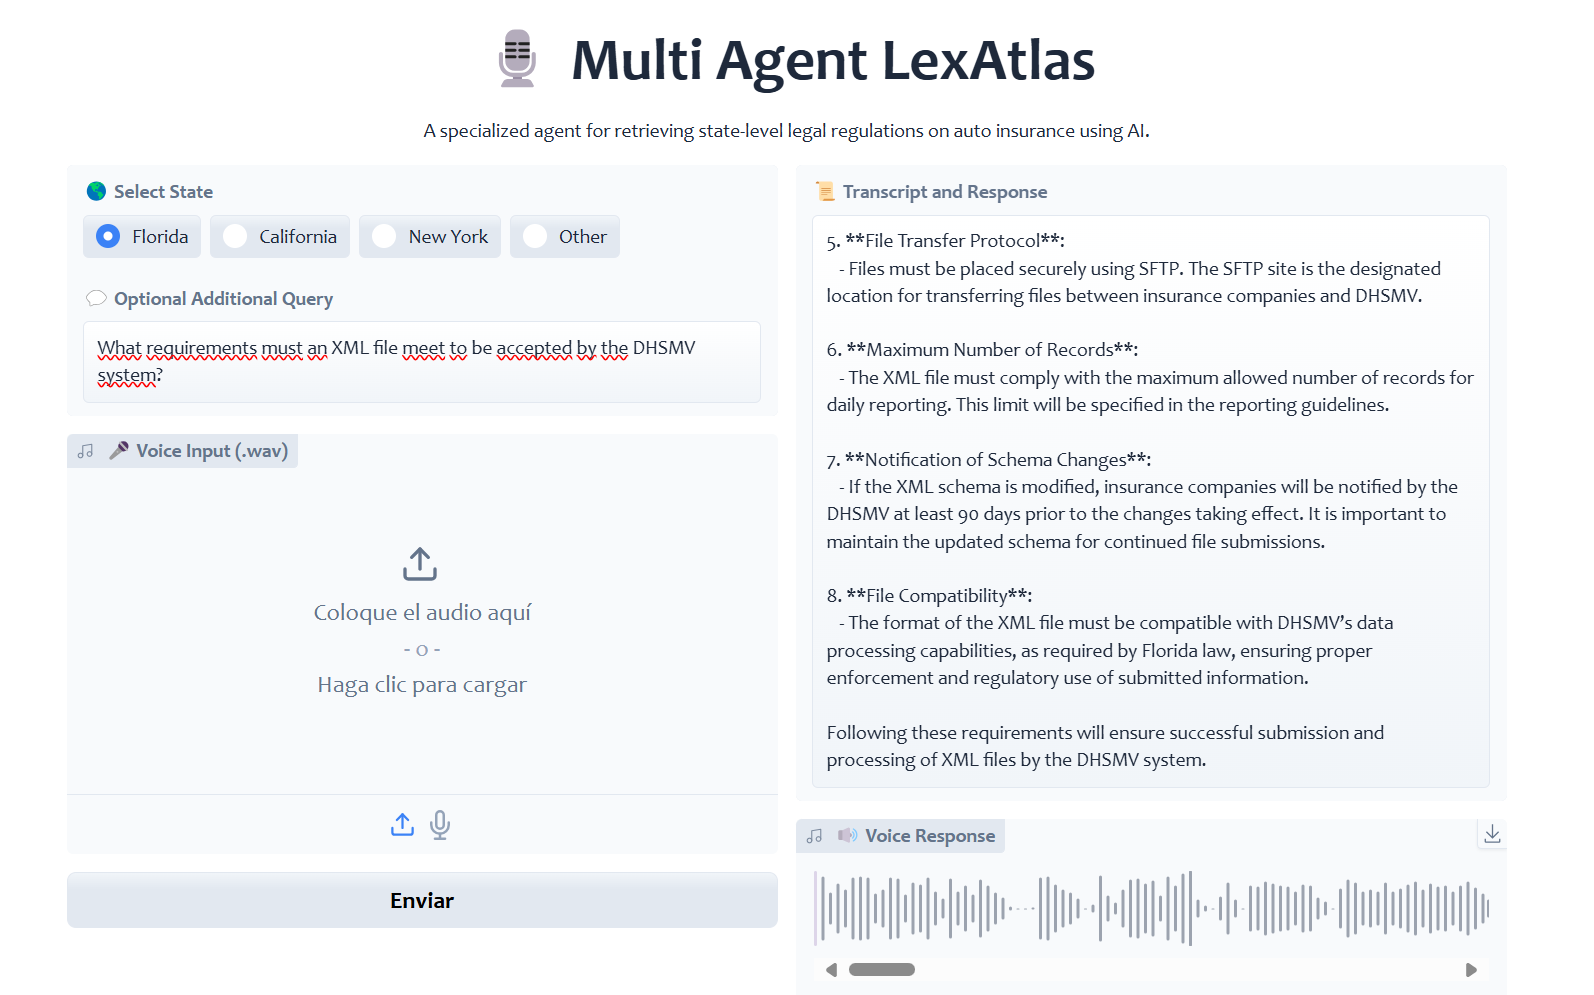 Multi Agent LexAtlas
A specialized agent for retrieving state-level legal regulations on auto insurance using AI.
Select State
Florida
California
New York
Other
Optional Additional Query
What requirements must an XML file meet to be accepted by the DHSMV
system?
Voice Input (.wav)
Coloque el audio aquí
- o -
Haga clic para cargar
Enviar
Transcript and Response
5. **File Transfer Protocol**:
- Files must be placed securely using SFTP. The SFTP site is the designated
location for transferring files between insurance companies and DHSMV.
6. **Maximum Number of Records**:
- The XML file must comply with the maximum allowed number of records for
daily reporting. This limit will be specified in the reporting guidelines.
7. **Notification of Schema Changes**:
- If the XML schema is modified, insurance companies will be notified by the
DHSMV at least 90 days prior to the changes taking effect. It is important to
maintain the updated schema for continued file submissions.
8. **File Compatibility**:
- The format of the XML file must be compatible with DHSMV's data
processing capabilities, as required by Florida law, ensuring proper
enforcement and regulatory use of submitted information.
Following these requirements will ensure successful submission and
processing of XML files by the DHSMV system.
Voice Response